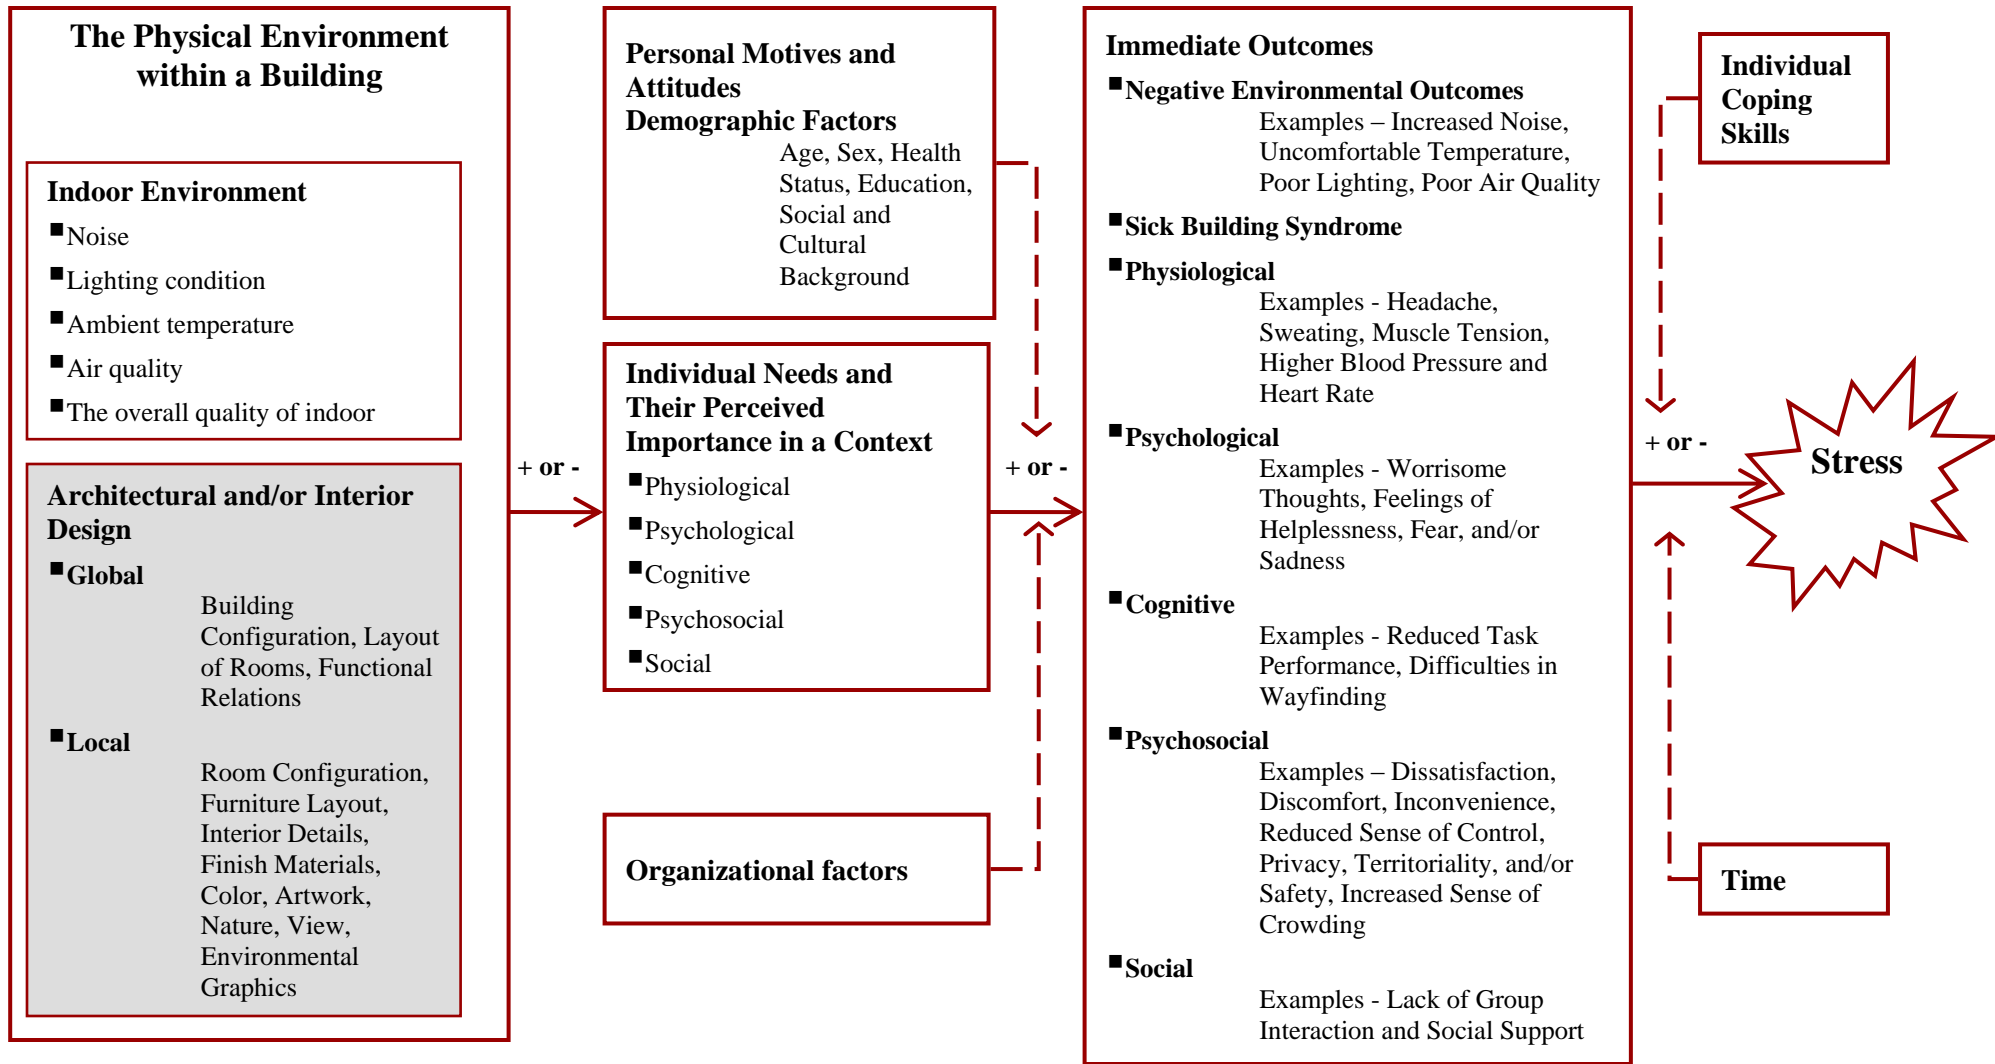 The Physical Environment
within a Building
Indoor Environment
▪Noise
▪Lighting condition
▪Ambient temperature
▪Air quality
▪The overall quality of indoor
Architectural and/or Interior
Design
▪Global
Building
Configuration, Layout
of Rooms, Functional
Relations
▪Local
Room Configuration,
Furniture Layout,
Interior Details,
Finish Materials,
Color, Artwork,
Nature, View,
Environmental
Graphics
+ or -
Personal Motives and
Attitudes
Demographic Factors
Age, Sex, Health
Status, Education,
Social and
Cultural
Background
Individual Needs and
Their Perceived
Importance in a Context
▪Physiological
▪Psychological
▪Cognitive
▪Psychosocial
▪Social
Organizational factors
+ or -
Immediate Outcomes
▪Negative Environmental Outcomes
Examples – Increased Noise,
Uncomfortable Temperature,
Poor Lighting, Poor Air Quality
▪Sick Building Syndrome
▪Physiological
Examples - Headache,
Sweating, Muscle Tension,
Higher Blood Pressure and
Heart Rate
▪Psychological
Examples - Worrisome
Thoughts, Feelings of
Helplessness, Fear, and/or
Sadness
▪Cognitive
Examples - Reduced Task
Performance, Difficulties in
Wayfinding
▪Psychosocial
Examples – Dissatisfaction,
Discomfort, Inconvenience,
Reduced Sense of Control,
Privacy, Territoriality, and/or
Safety, Increased Sense of
Crowding
▪Social
Examples - Lack of Group
Interaction and Social Support
Individual
Coping
Skills
+ or -
Stress
Time